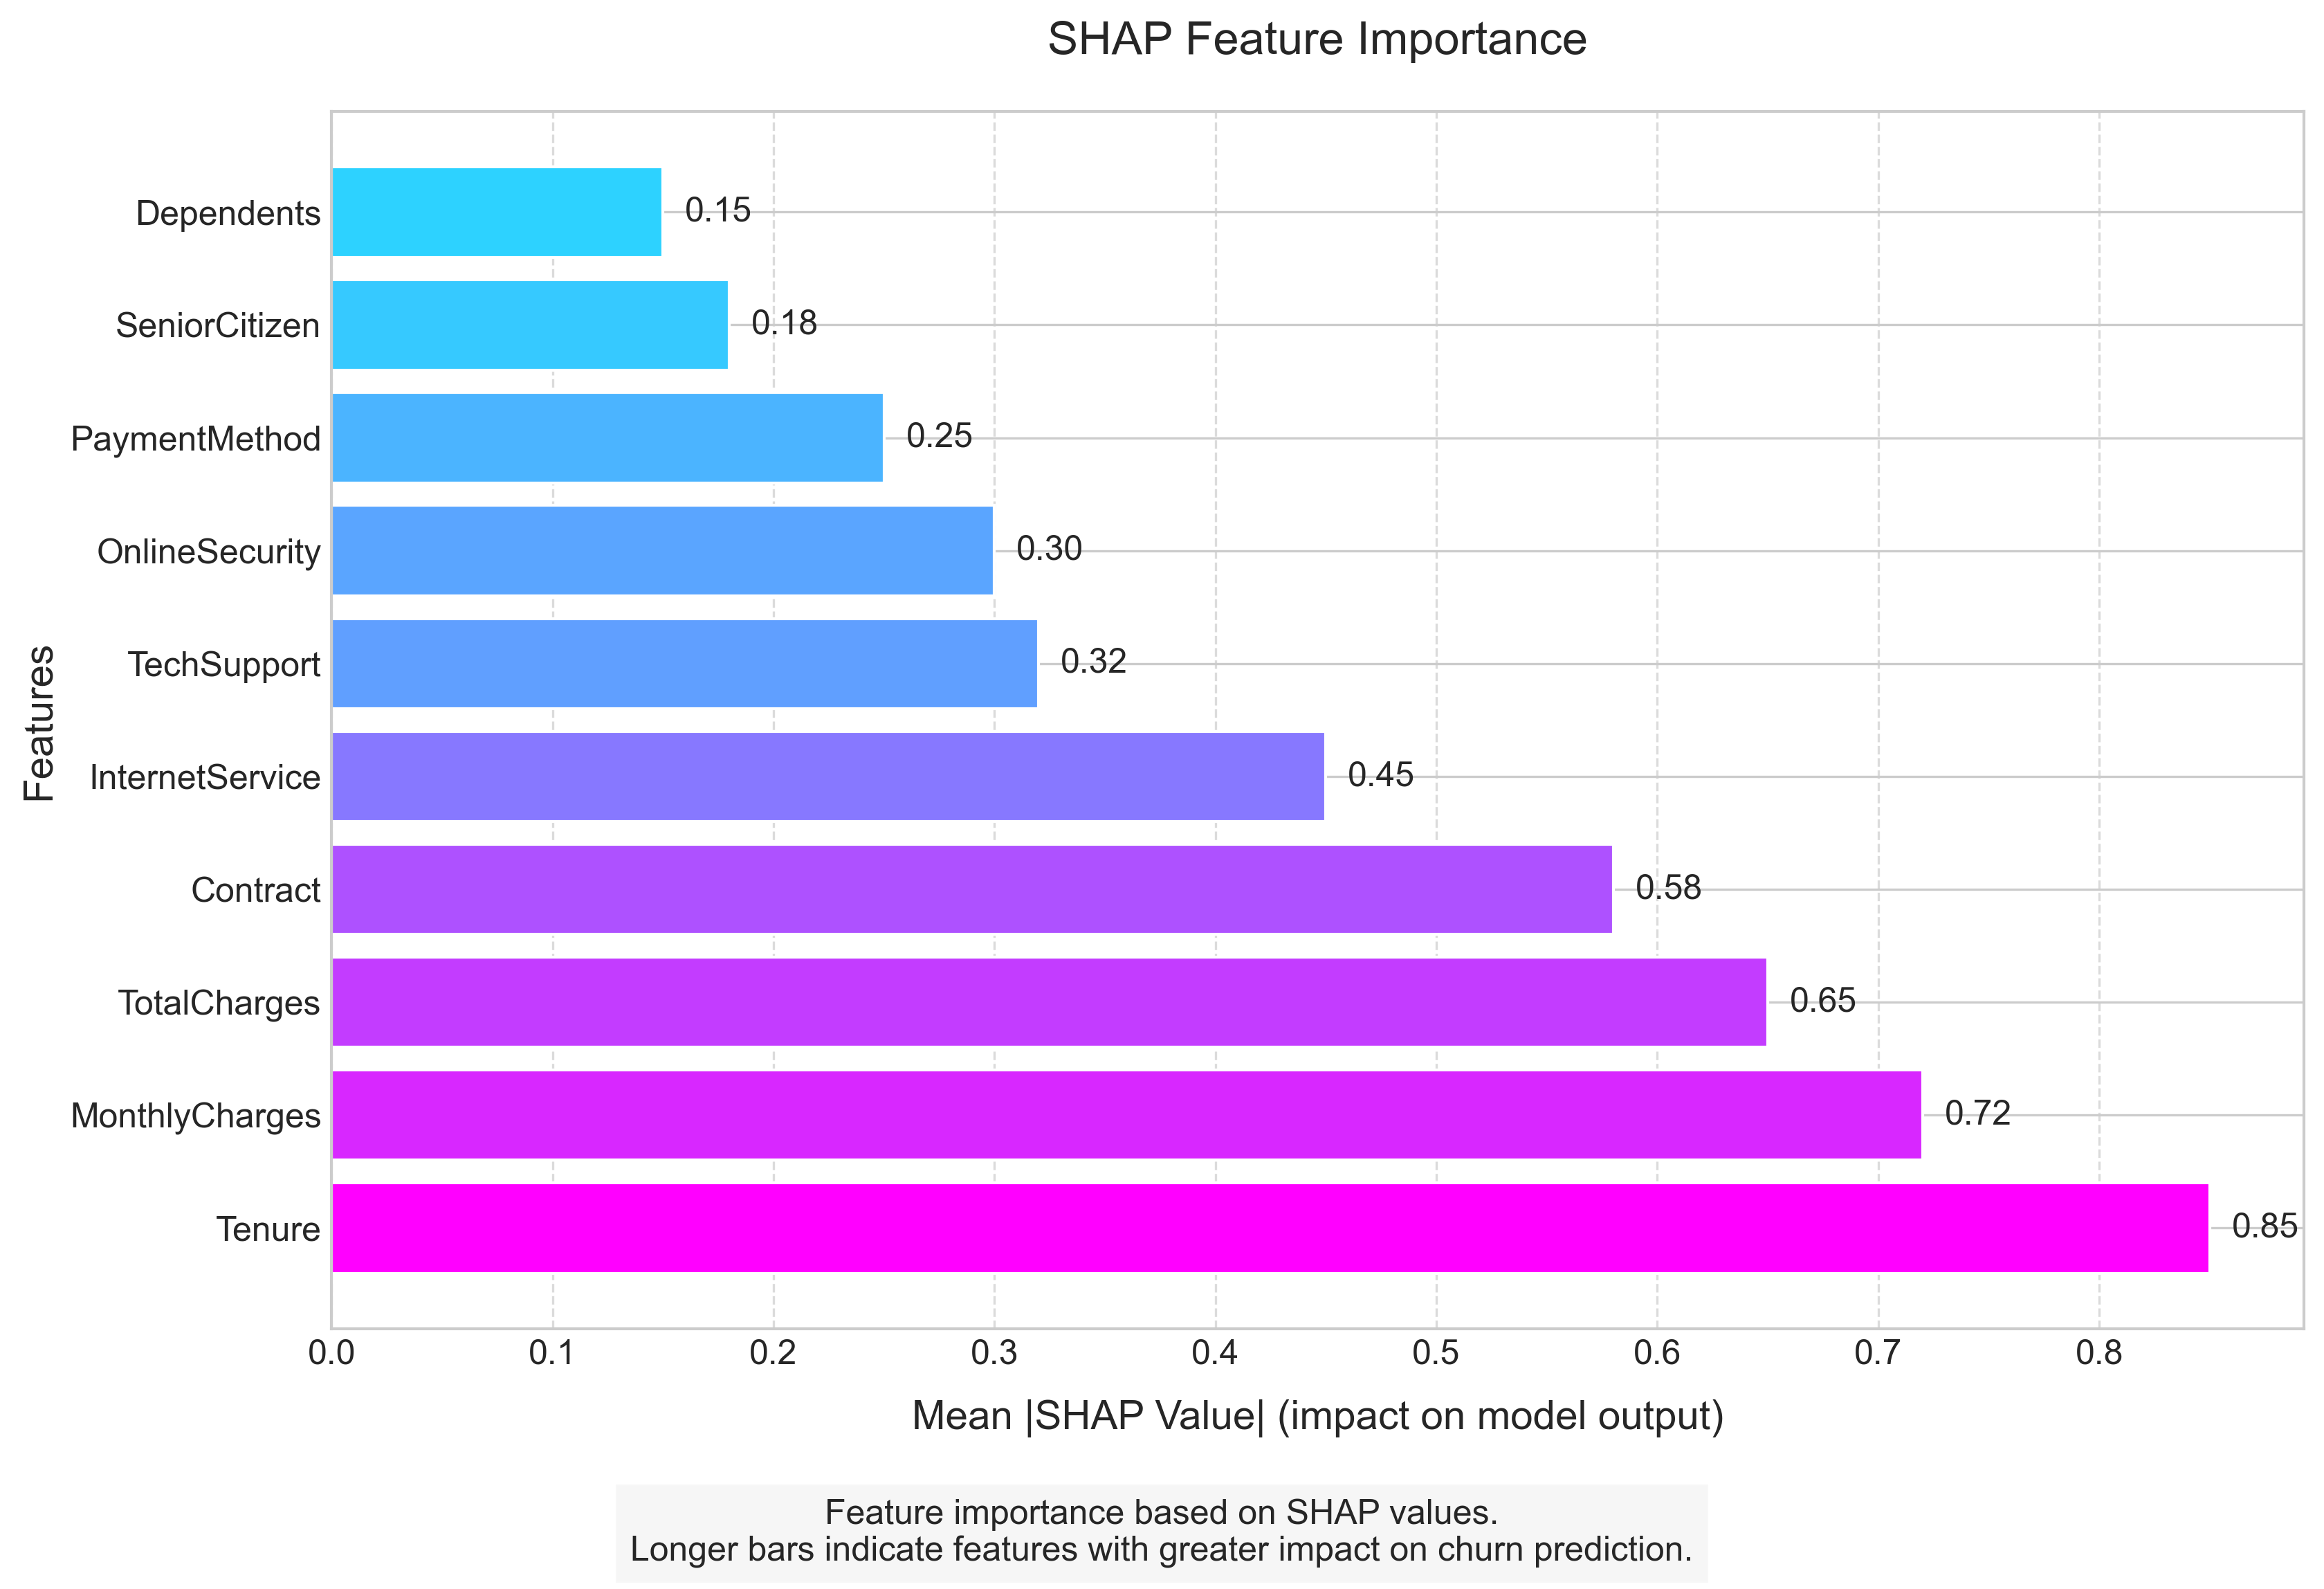 SHAP Feature Importance
Dependents 0.15
SeniorCitizen 0.18
PaymentMethod 0.25
OnlineSecurity 0.30
TechSupport 0.32
InternetService 0.45
Contract 0.58
TotalCharges 0.65
MonthlyCharges 0.72
Tenure 0.85
Features
0.0 0.1 0.2 0.3 0.4 0.5 0.6 0.7 0.8
Mean |SHAP Value| (impact on model output)
Feature importance based on SHAP values.
Longer bars indicate features with greater impact on churn prediction.